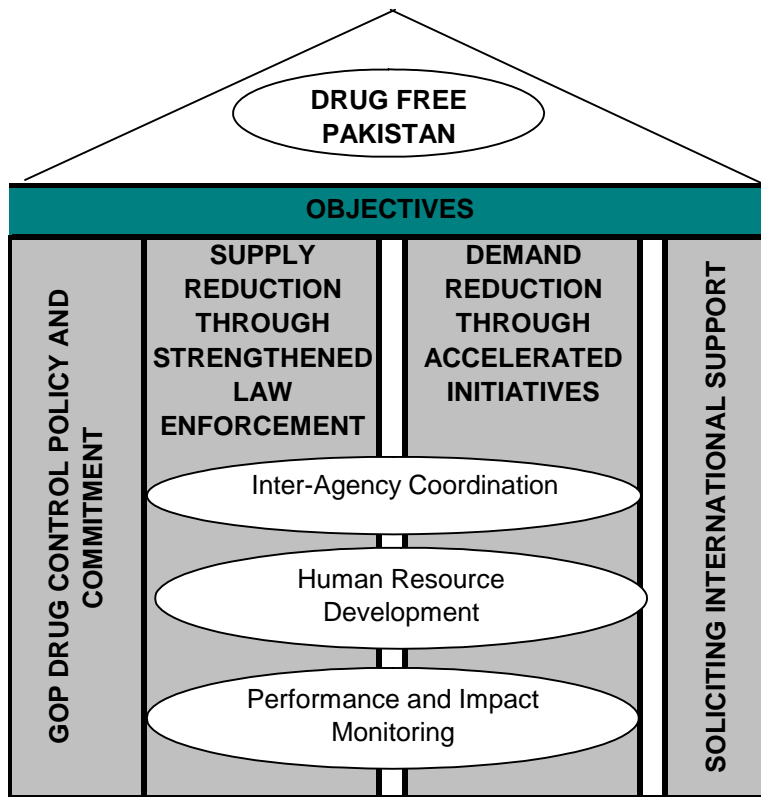 DRUG FREE
PAKISTAN
OBJECTIVES
GOP DRUG CONTROL POLICY AND
COMMITMENT
SUPPLY
REDUCTION
THROUGH
STRENGTHENED
LAW
ENFORCEMENT
DEMAND
REDUCTION
THROUGH
ACCELERATED
INITIATIVES
SOLICITING INTERNATIONAL SUPPORT
Inter-Agency Coordination
Human Resource
Development
Performance and Impact
Monitoring